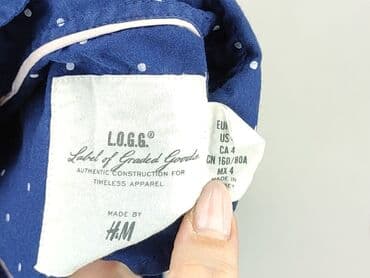 L.O.G.G.®
Label of Graded Goods
AUTHENTIC CONSTRUCTION FOR
TIMELESS APPAREL
MADE BY
H&M
EUR
US
CA 4
CN 160/80A
MX 4
MADE IN